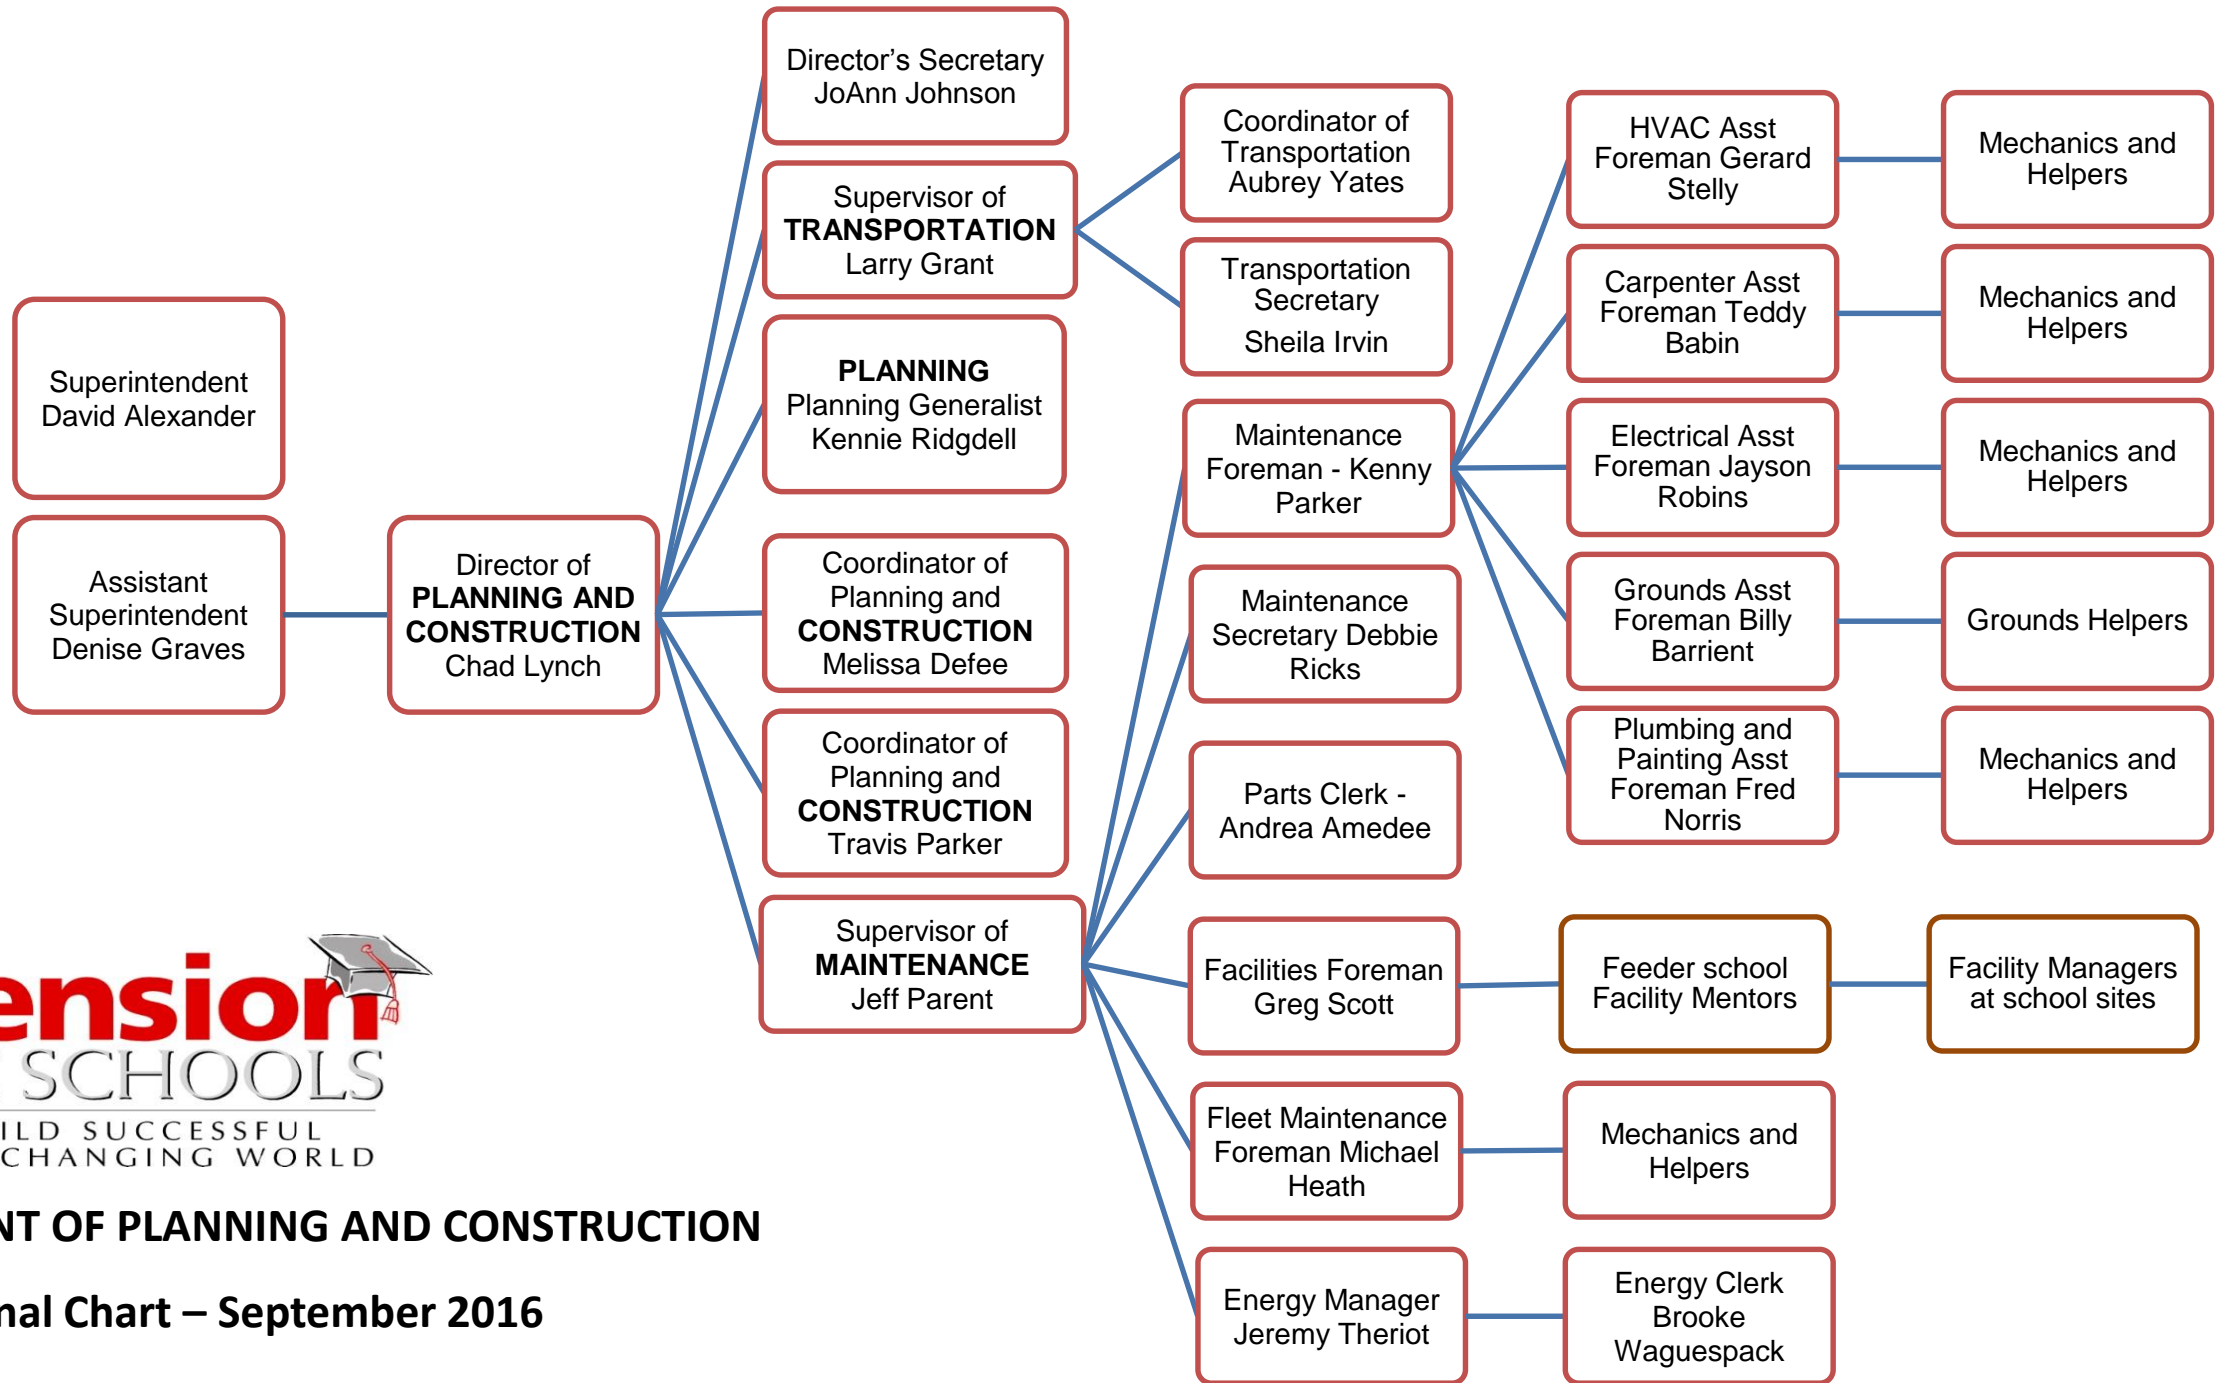 Superintendent
David Alexander
Assistant
Superintendent
Denise Graves
Director of
PLANNING AND
CONSTRUCTION
Chad Lynch
Director’s Secretary
JoAnn Johnson
Supervisor of
TRANSPORTATION
Larry Grant
PLANNING
Planning Generalist
Kennie Ridgdell
Coordinator of
Planning and
CONSTRUCTION
Melissa Defee
Coordinator of
Planning and
CONSTRUCTION
Travis Parker
Supervisor of
MAINTENANCE
Jeff Parent
Coordinator of
Transportation
Aubrey Yates
Transportation
Secretary
Sheila Irvin
Maintenance
Foreman - Kenny
Parker
Maintenance
Secretary Debbie
Ricks
Parts Clerk -
Andrea Amedee
Facilities Foreman
Greg Scott
Fleet Maintenance
Foreman Michael
Heath
Energy Manager
Jeremy Theriot
HVAC Asst
Foreman Gerard
Stelly
Carpenter Asst
Foreman Teddy
Babin
Electrical Asst
Foreman Jayson
Robins
Grounds Asst
Foreman Billy
Barrient
Plumbing and
Painting Asst
Foreman Fred
Norris
Feeder school
Facility Mentors
Mechanics and
Helpers
Energy Clerk
Brooke
Waguespack
Mechanics and
Helpers
Mechanics and
Helpers
Mechanics and
Helpers
Grounds Helpers
Mechanics and
Helpers
Facility Managers
at school sites
ension
SCHOOLS
ILD SUCCESSFUL
CHANGING WORLD
NT OF PLANNING AND CONSTRUCTION
nal Chart – September 2016